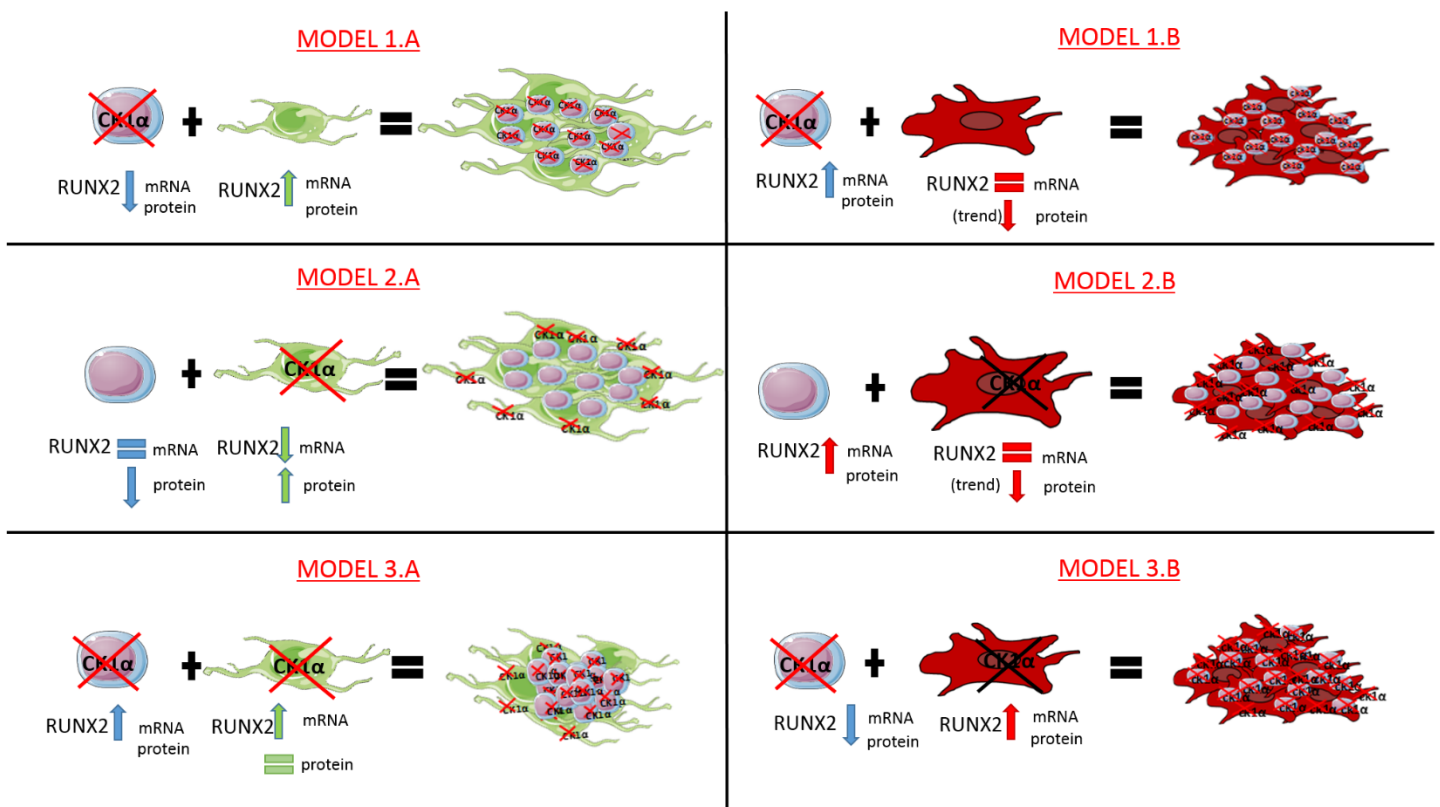 MODEL 1.A
CK1α
RUNX2 mRNA
protein
RUNX2 mRNA
protein
MODEL 1.B
CK1α
RUNX2 mRNA
protein
RUNX2 mRNA
(trend) protein
MODEL 2.A
CK1α
RUNX2 mRNA
protein
RUNX2 mRNA
protein
MODEL 2.B
CK1α
RUNX2 mRNA
protein
RUNX2 mRNA
(trend) protein
MODEL 3.A
CK1α
CK1α
RUNX2 mRNA
protein
RUNX2 mRNA
protein
MODEL 3.B
CK1α
CK1α
RUNX2 mRNA
protein
RUNX2 mRNA
protein